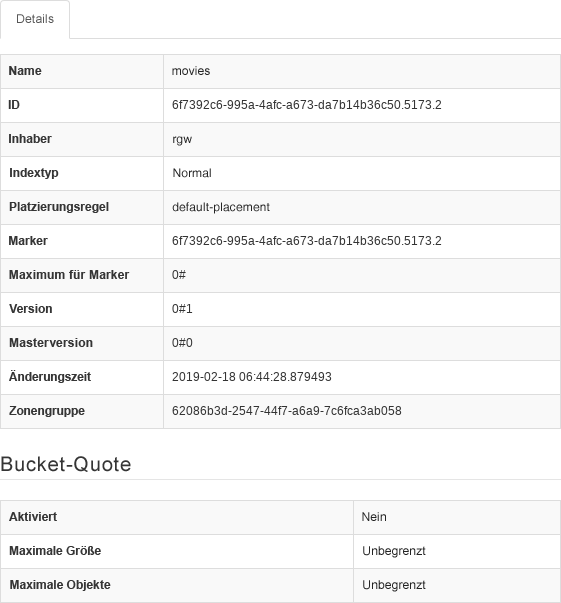 Details
Name movies
ID 6f7392c6-995a-4afc-a673-da7b14b36c50.5173.2
Inhaber rgw
Indextyp Normal
Platzierungsregel default-placement
Marker 6f7392c6-995a-4afc-a673-da7b14b36c50.5173.2
Maximum für Marker 0#
Version 0#1
Masterversion 0#0
Änderungszeit 2019-02-18 06:44:28.879493
Zonengruppe 62086b3d-2547-44f7-a6a9-7c6fca3ab058
Bucket-Quote
Aktiviert Nein
Maximale Größe Unbegrenzt
Maximale Objekte Unbegrenzt